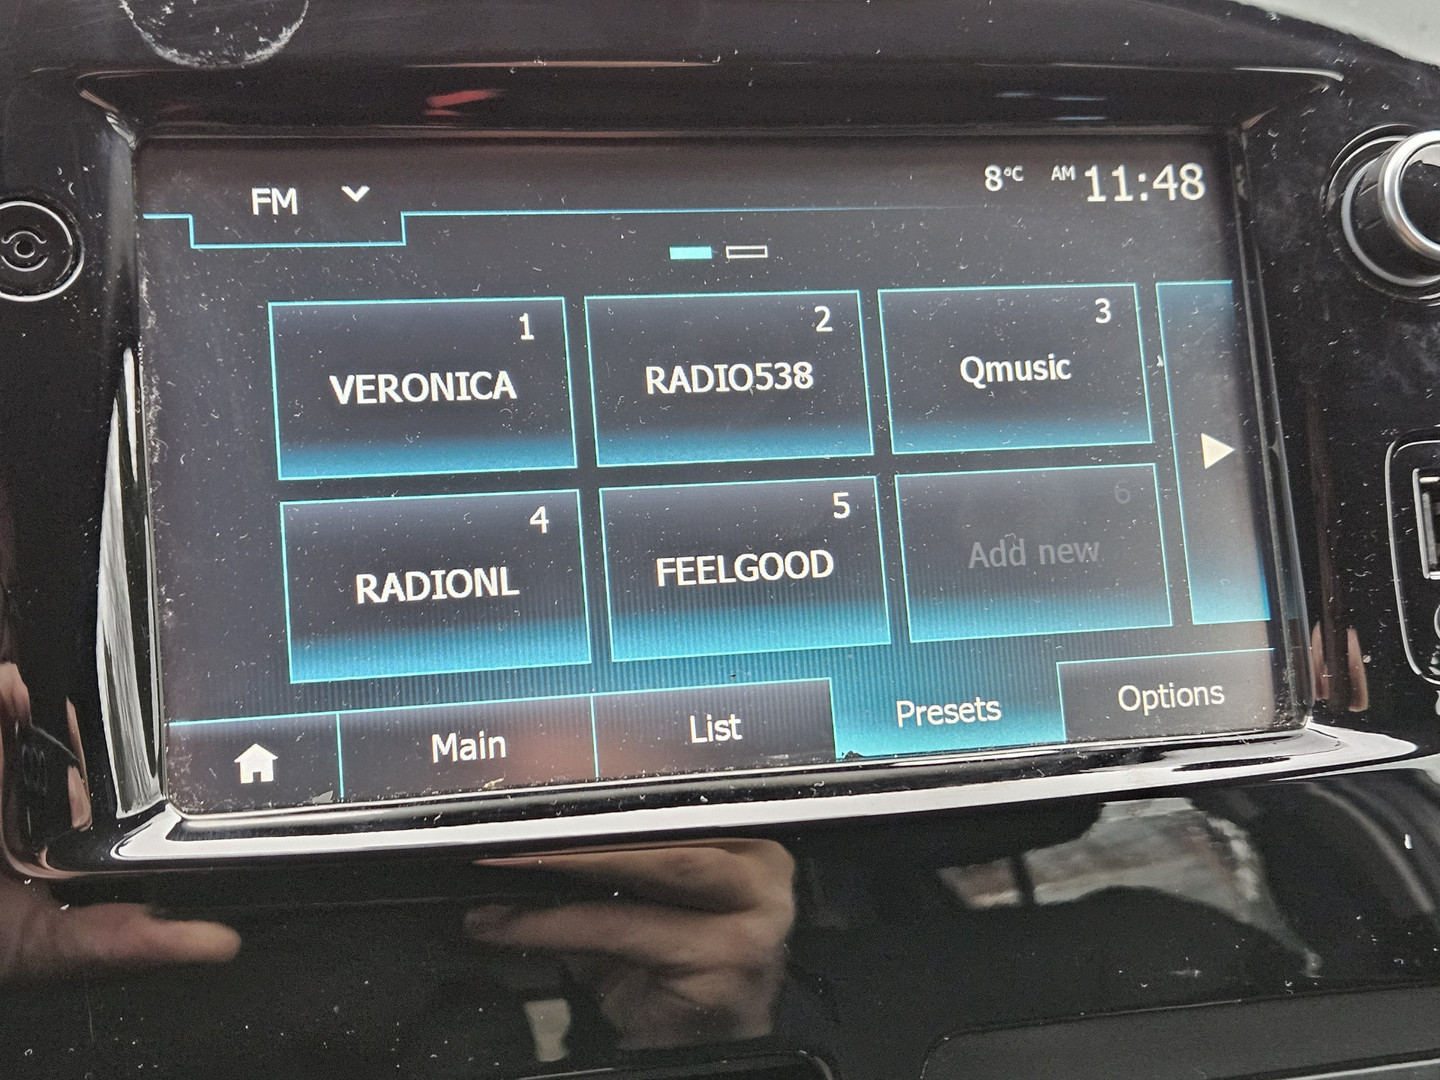 FM
8°C AM 11:48
1
VERONICA
2
RADIO538
3
Qmusic
4
RADIONL
5
FEELGOOD
6
Add new
Main
List
Presets
Options